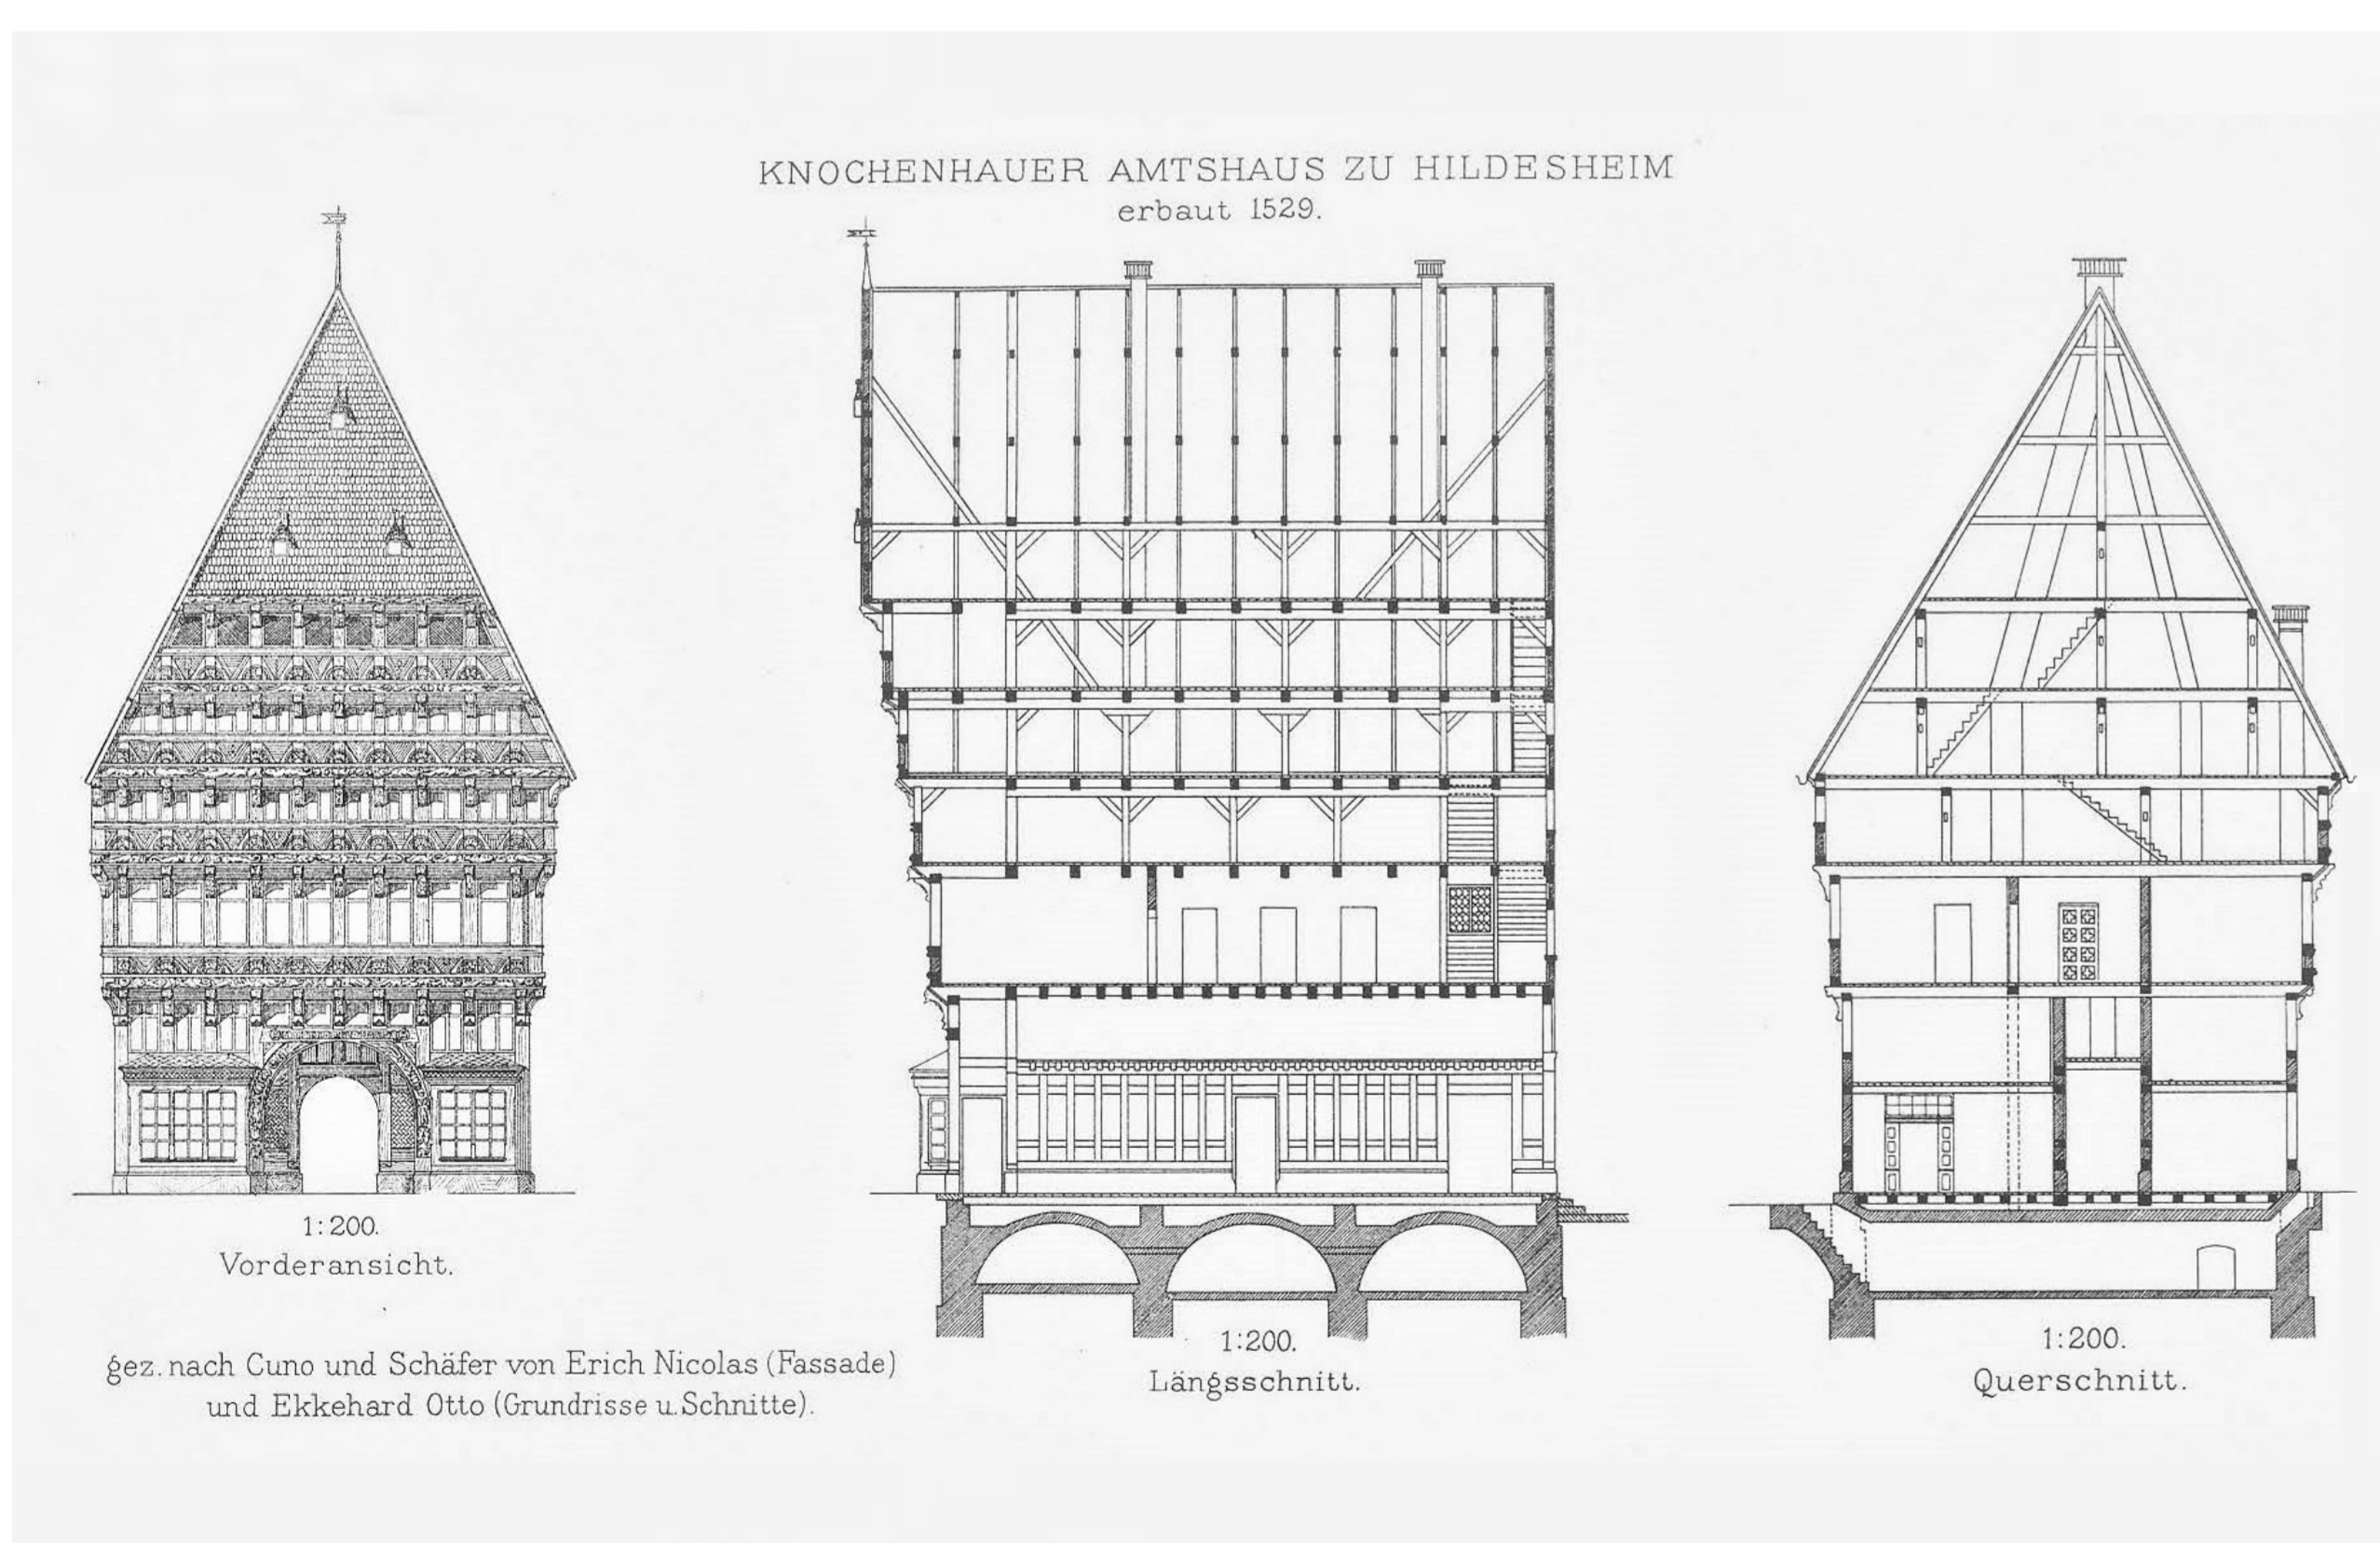 KNOCHENHAUER AMTSHAUS ZU HILDESHEIM
erbaut 1529.
1:200.
Vorderansicht.
gez. nach Cuno und Schäfer von Erich Nicolas (Fassade)
und Ekkehard Otto (Grundrisse u. Schnitte).
1:200.
Längsschnitt.
1:200.
Querschnitt.